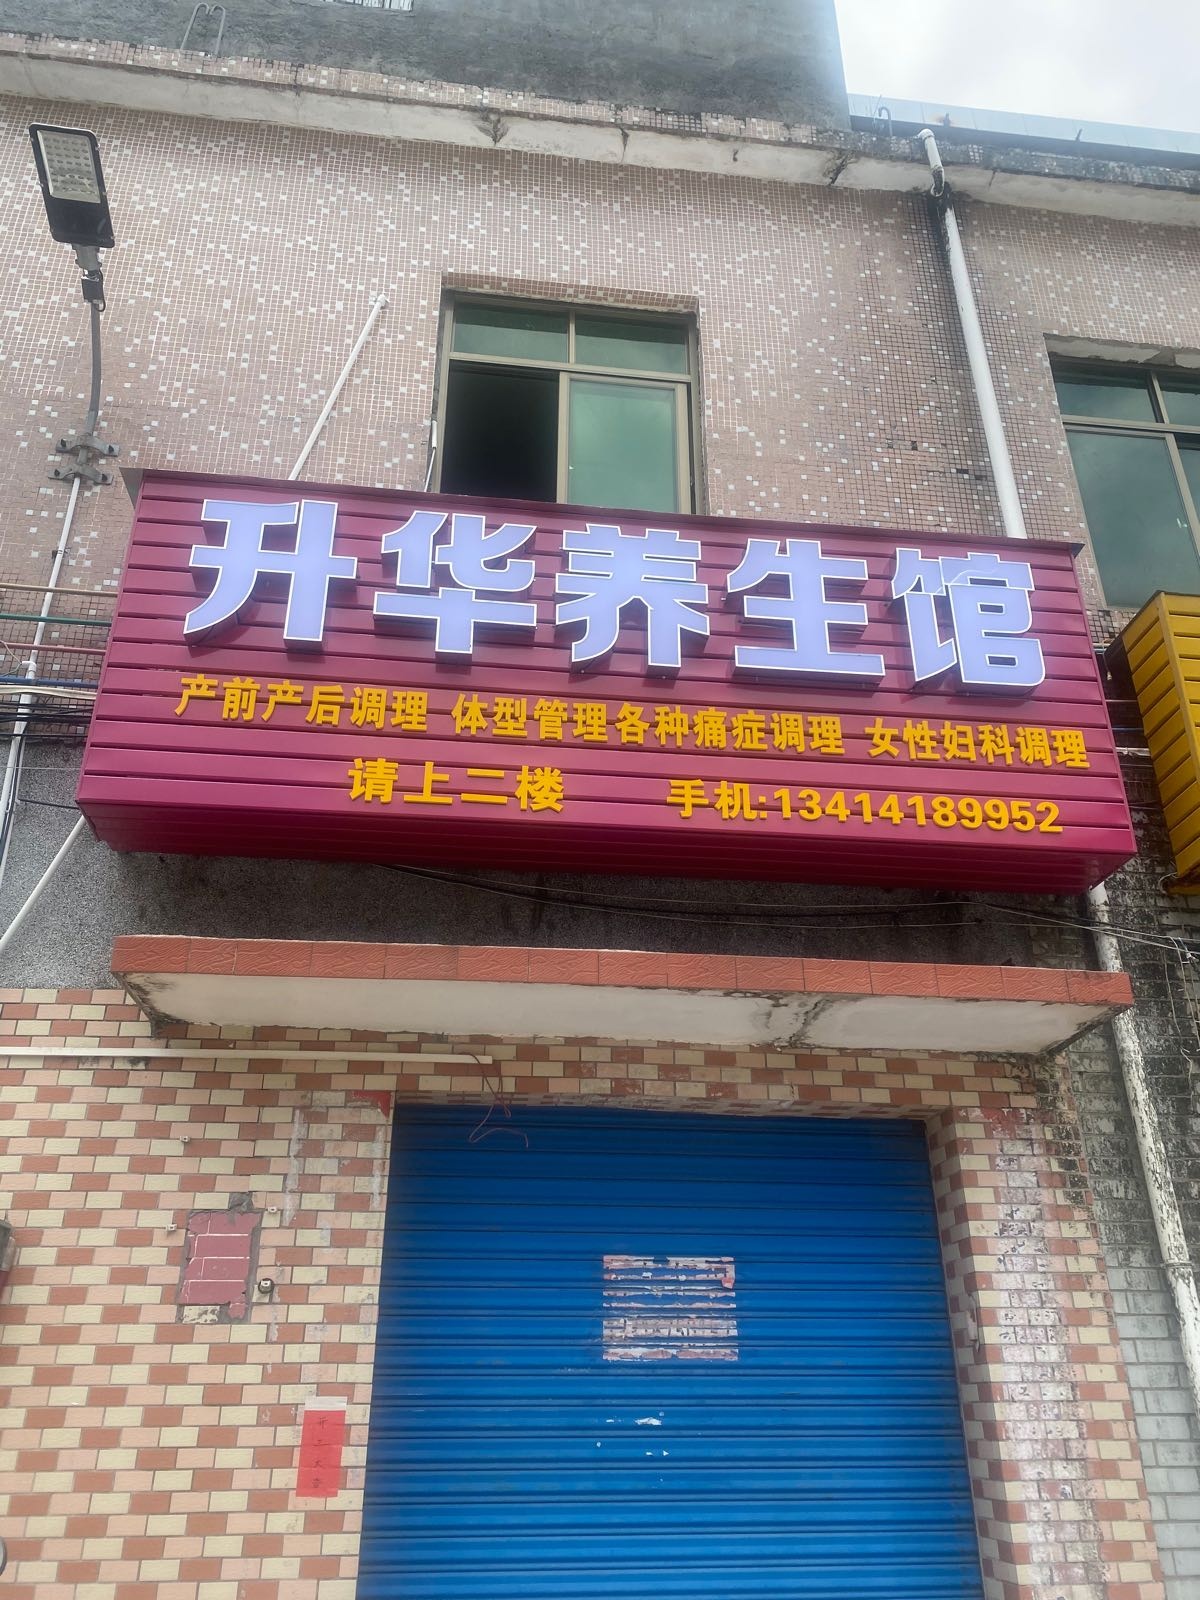 升华养生馆
产前产后调理 体型管理各种痛症调理 女性妇科调理
请上二楼 手机:13414189952